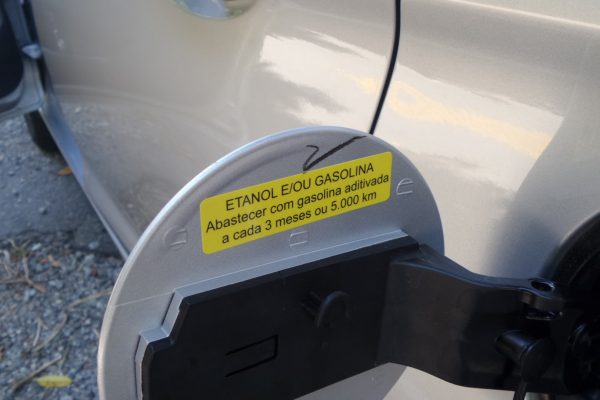 ETANOL E/OU GASOLINA
Abastecer com gasolina aditivada
a cada 3 meses ou 5.000 km